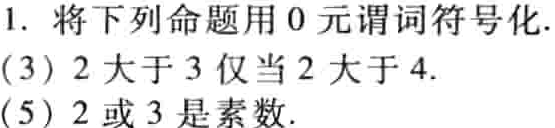 1. 将下列命题用 0 元谓词符号化.
(3) 2 大于 3 仅当 2 大于 4.
(5) 2 或 3 是素数.